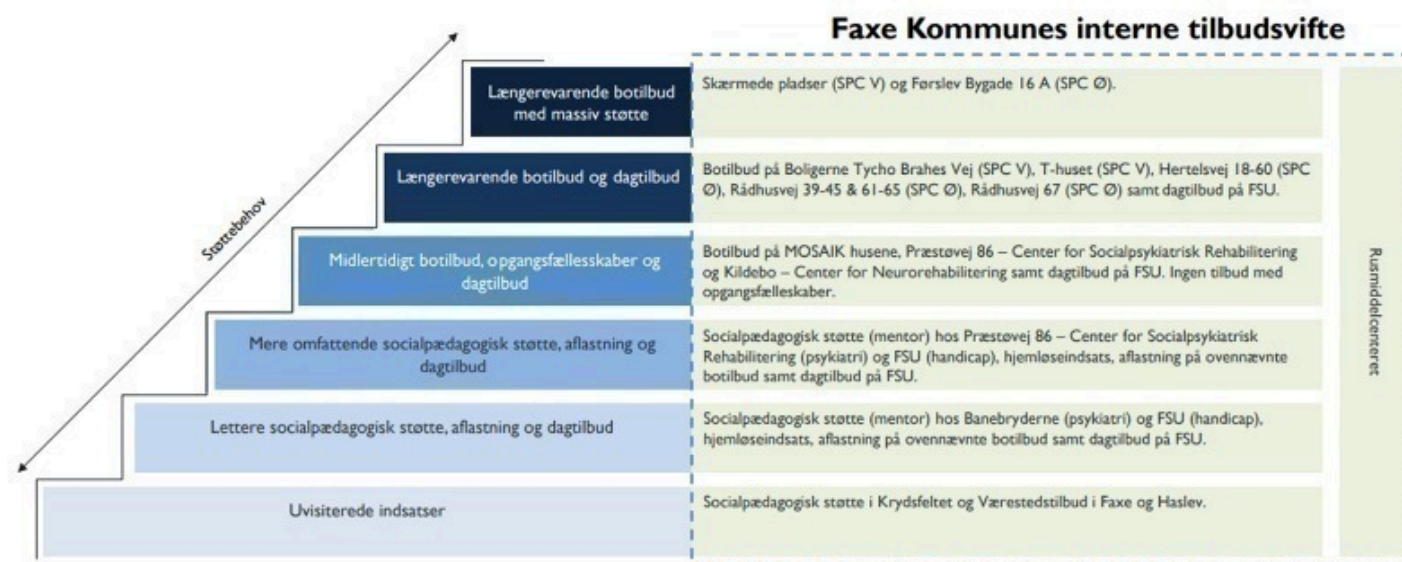 Faxe Kommunes interne tilbudsvifte
Støttebehov
Længerevarende botilbud
med massiv støtte
Skærmede pladser (SPC V) og Førslev Bygade 16 A (SPC Ø).
Længerevarende botilbud og dagtilbud
Botilbud på Boligerne Tycho Brahes Vej (SPC V), T-huset (SPC V), Hertelsvej 18-60 (SPC
Ø), Rådhusvej 39-45 & 61-65 (SPC Ø), Rådhusvej 67 (SPC Ø) samt dagtilbud på FSU.
Midlertidigt botilbud, opgangsfællesskaber og
dagtilbud
Botilbud på MOSAIK husene, Præstøvej 86 – Center for Socialpsykiatrisk Rehabilitering
og Kildebo – Center for Neurorehabilitering samt dagtilbud på FSU. Ingen tilbud med
opgangsfælleskaber.
Mere omfattende socialpædagogisk støtte, aflastning og
dagtilbud
Socialpædagogisk støtte (mentor) hos Præstøvej 86 – Center for Socialpsykiatrisk
Rehabilitering (psykiatri) og FSU (handicap), hjemløseindsats, aflastning på ovennævnte
botilbud samt dagtilbud på FSU.
Lettere socialpædagogisk støtte, aflastning og dagtilbud
Socialpædagogisk støtte (mentor) hos Banebryderne (psykiatri) og FSU (handicap),
hjemløseindsats, aflastning på ovennævnte botilbud samt dagtilbud på FSU.
Uvisiterede indsatser
Socialpædagogisk støtte i Krydsfeltet og Værestedstilbud i Faxe og Haslev.
Rusmiddelcenteret